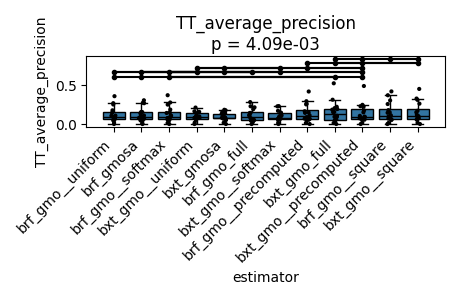 TT_average_precision
p = 4.09e-03
TT_average_precision
0.5
0.0
brf_gmo__uniform
brf_gmosa
brf_gmo__softmax
bxt_gmo__uniform
bxt_gmosa
brf_gmo_full
bxt_gmo__softmax
brf_gmo__precomputed
bxt_gmo_full
bxt_gmo__precomputed
brf_gmo__square
bxt_gmo__square
estimator